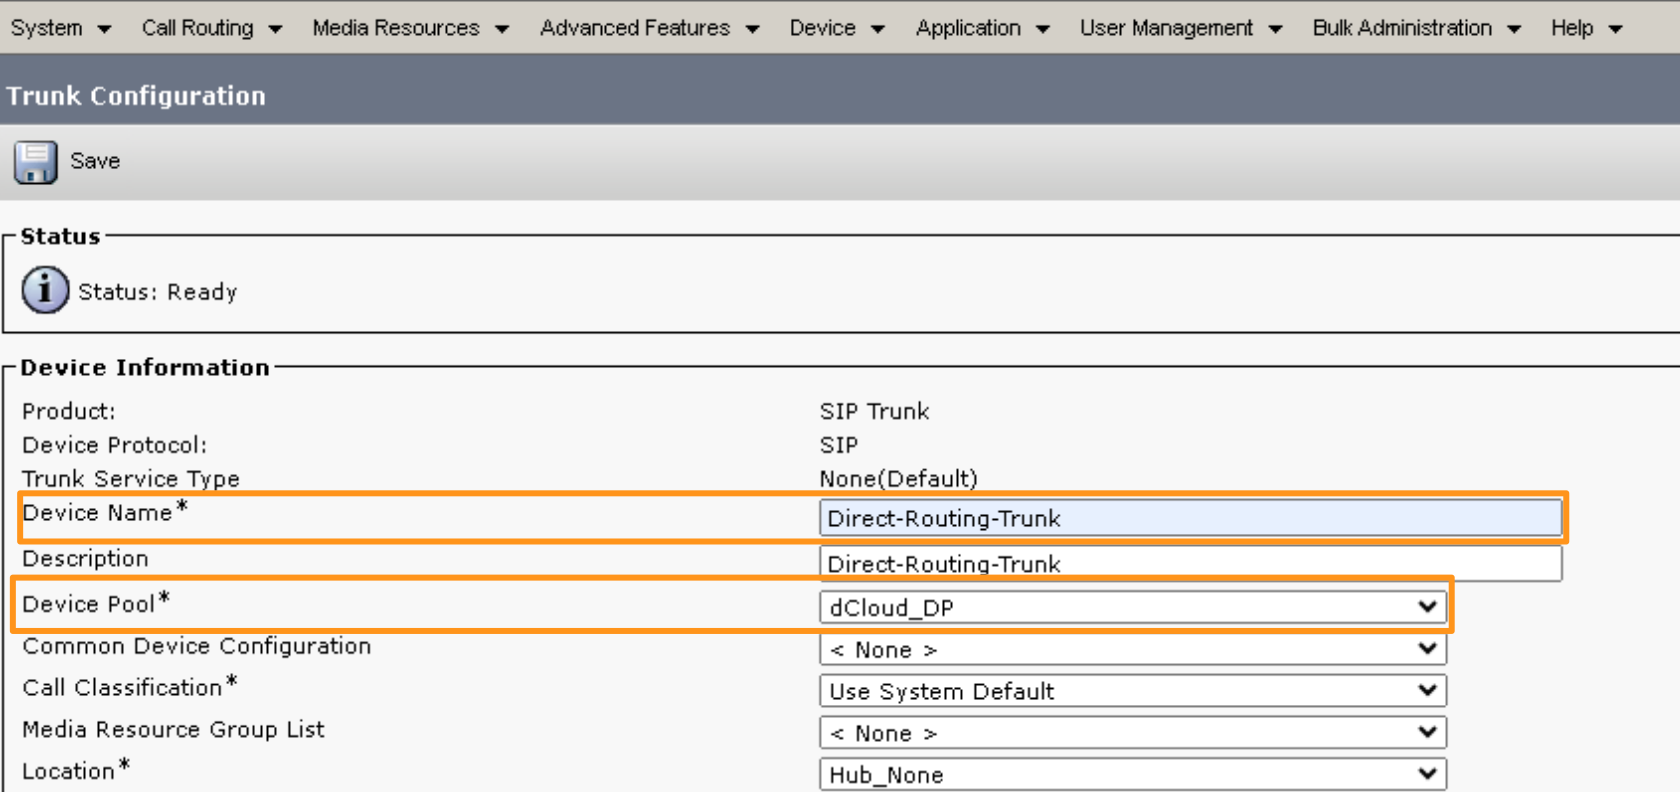 System Call Routing Media Resources Advanced Features Device Application User Management Bulk Administration Help
Trunk Configuration
Save
Status
Status: Ready
Device Information
Product: SIP Trunk
Device Protocol: SIP
Trunk Service Type None(Default)
Device Name* Direct-Routing-Trunk
Description Direct-Routing-Trunk
Device Pool* dCloud_DP
Common Device Configuration < None >
Call Classification* Use System Default
Media Resource Group List < None >
Location* Hub_None